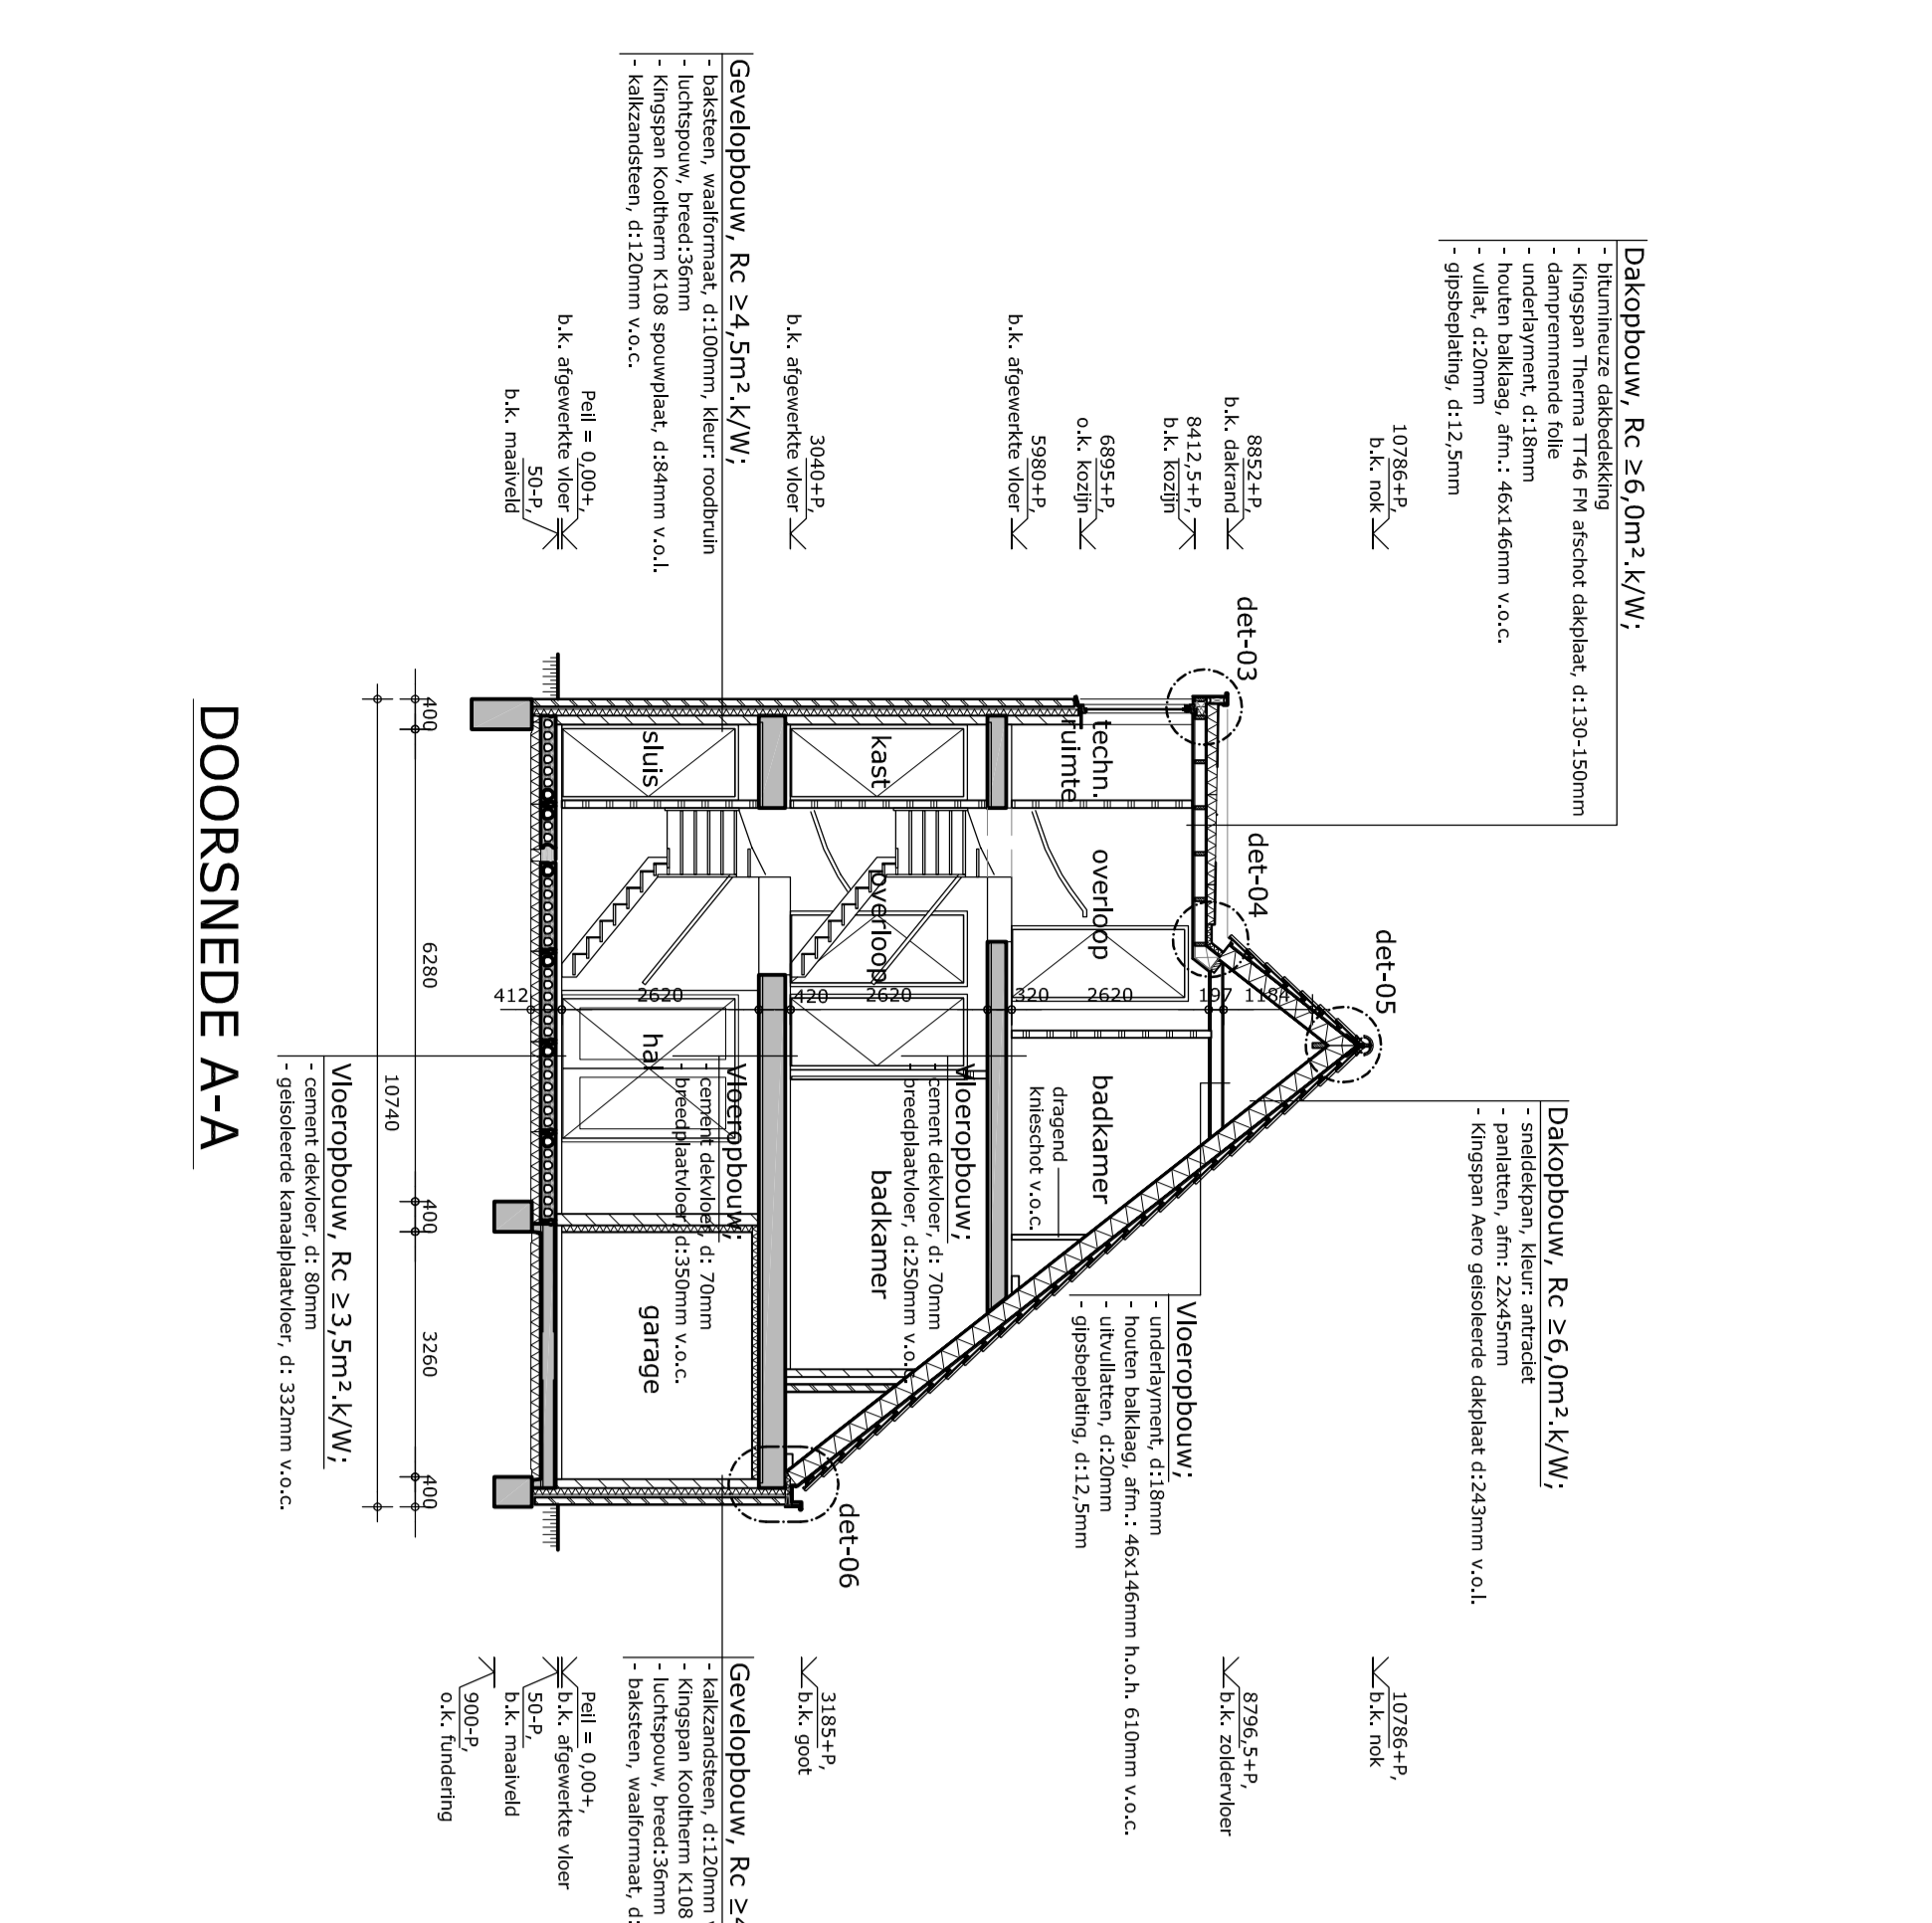 Dakopbouw, Rc ≥6,0m².k/W;
- bitumineuze dakbedekking
- Kingspan Therma TT46 FM afschot dakplaat, d:130-150mm
- dampremmende folie
- underlayment, d:18mm
- houten balklaag, afm.: 46x146mm v.o.c.
- vullat, d:20mm
- gipsbeplating, d:12,5mm
Dakopbouw, Rc ≥6,0m².k/W;
- sneldekpan, kleur: antraciet
- panlatten, afm: 22x45mm
- Kingspan Aero geisoleerde dakplaat d:243mm v.o.l.
10786+P,
b.k. nok
8852+P,
b.k. dakrand
8412,5+P,
b.k. kozijn
6895+P,
o.k. kozijn
5980+P,
b.k. afgewerkte vloer
3040+P,
b.k. afgewerkte vloer
Peil = 0,00+,
b.k. afgewerkte vloer
50-P,
b.k. maaiveld
10786+P,
b.k. nok
8796,5+P,
b.k. zoldervloer
3185+P,
b.k. goot
Peil = 0,00+,
b.k. afgewerkte vloer
50-P,
b.k. maaiveld
900-P,
o.k. fundering
det-03
det-04
det-05
det-06
Vloeropbouw;
- underlayment, d:18mm
- houten balklaag, afm.: 46x146mm h.o.h. 610mm v.o.c.
- uitvullatten, d:20mm
- gipsbeplating, d:12,5mm
techn.
ruimte
overloop
badkamer
dragend
knieschot v.o.c.
Vloeropbouw;
- cement dekvloer, d: 70mm
- breedplaatvloer, d:250mm v.o.c.
kast
overloop
badkamer
Vloeropbouw;
- cement dekvloer, d: 70mm
- breedplaatvloer, d:350mm v.o.c.
sluis
hal
garage
1184
197
2620
320
2620
420
2620
412
Gevelopbouw, Rc ≥4,5m².k/W;
- baksteen, waalformaat, d:100mm, kleur: roodbruin
- luchtspouw, breed:36mm
- Kingspan Kooltherm K108 spouwplaat, d:84mm v.o.l.
- kalkzandsteen, d:120mm v.o.c.
Gevelopbouw, Rc
- kalkzandsteen, d:120mm
- Kingspan Kooltherm K108
- luchtspouw, breed:36mm
- baksteen, waalformaat, d:
400
6280
400
3260
400
10740
Vloeropbouw, Rc ≥3,5m².k/W;
- cement dekvloer, d: 80mm
- geisoleerde kanaalplaatvloer, d: 332mm v.o.c.
DOORSNEDE A-A